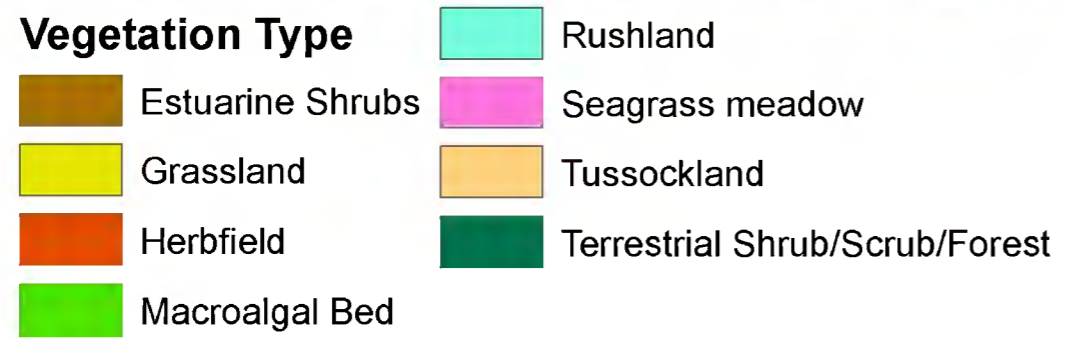 Vegetation Type
Estuarine Shrubs
Grassland
Herbfield
Macroalgal Bed
Rushland
Seagrass meadow
Tussockland
Terrestrial Shrub/Scrub/Forest